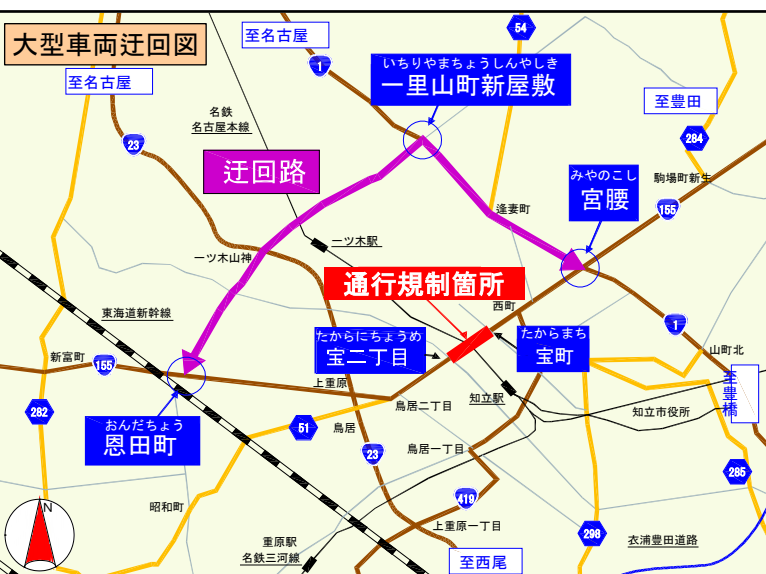 大型車両迂回図
至名古屋
54
1
いちりやまちょうしんやしき
一里山町新屋敷
至名古屋
至豊田
名鉄
名古屋本線
23
284
迂回路
みやのこし
宮腰
駒場町新生
155
逢妻町
一ツ木駅
一ツ木山神
通行規制箇所
西町
東海道新幹線
1
たからにちょうめ
宝二丁目
たからまち
宝町
山町北
新富町
155
至豊橋
上重原
知立駅
282
鳥居二丁目
知立市役所
おんだちょう
恩田町
51
鳥居
鳥居一丁目
23
285
419
N
昭和町
上重原一丁目
298
衣浦豊田道路
重原駅
名鉄三河線
至西尾